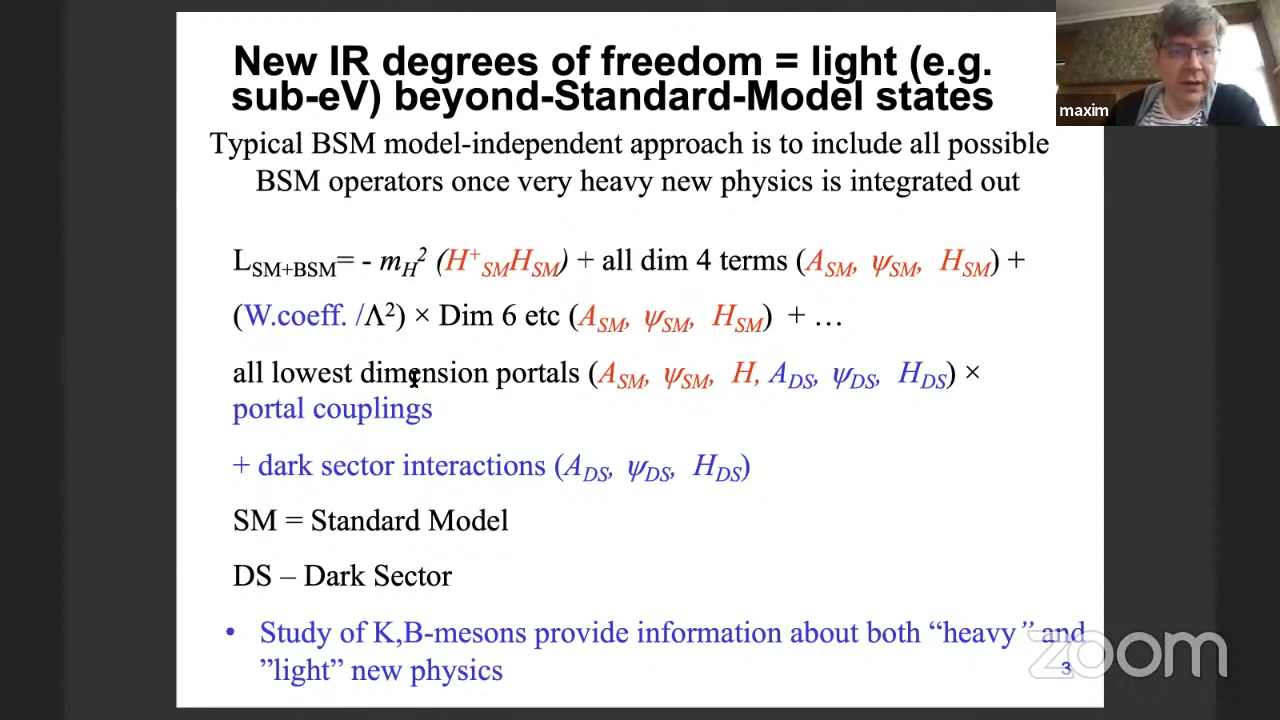 New IR degrees of freedom = light (e.g.
sub-eV) beyond-Standard-Model states
maxim
Typical BSM model-independent approach is to include all possible
BSM operators once very heavy new physics is integrated out
L_SM+BSM= - m_H^2 (H^+_SM H_SM) + all dim 4 terms (A_SM, ψ_SM, H_SM) +
(W.coeff. /Λ^2) × Dim 6 etc (A_SM, ψ_SM, H_SM) + …
all lowest dimension portals (A_SM, ψ_SM, H, A_DS, ψ_DS, H_DS) ×
portal couplings
+ dark sector interactions (A_DS, ψ_DS, H_DS)
SM = Standard Model
DS – Dark Sector
• Study of K,B-mesons provide information about both “heavy” and
”light” new physics
3
zoom